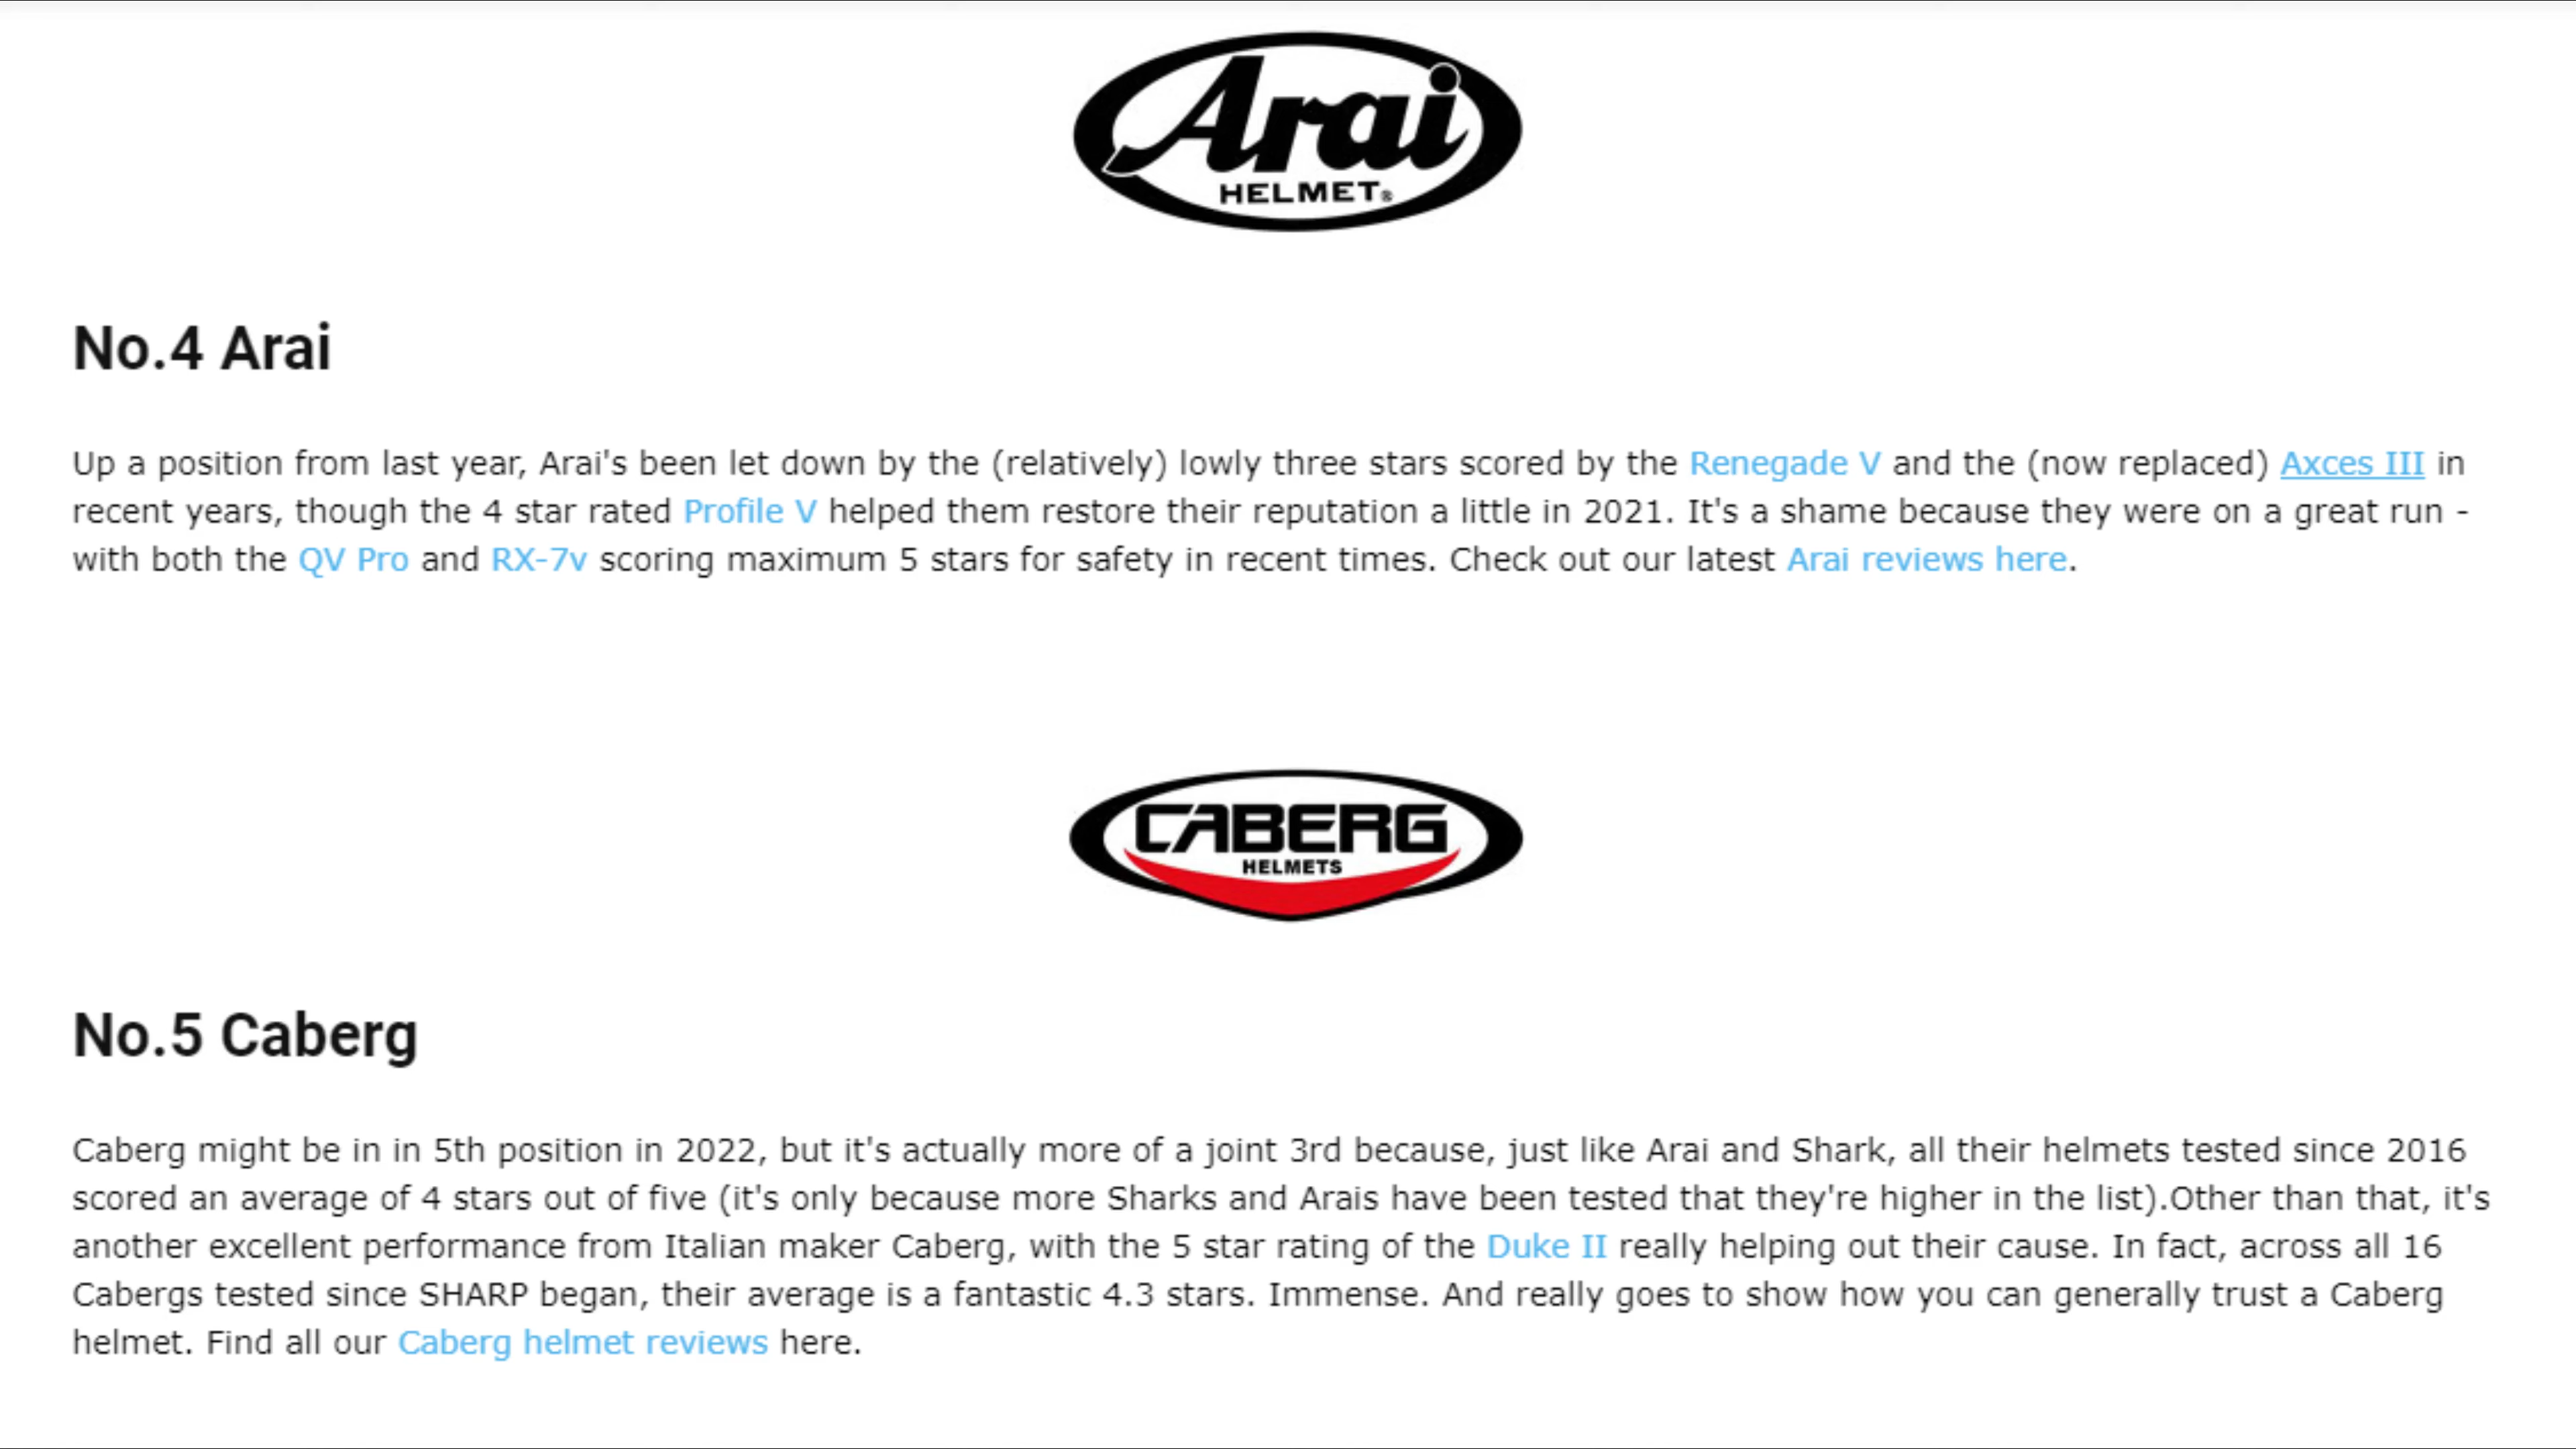 Arai
HELMET®
No.4 Arai
Up a position from last year, Arai's been let down by the (relatively) lowly three stars scored by the Renegade V and the (now replaced) Axces III in
recent years, though the 4 star rated Profile V helped them restore their reputation a little in 2021. It's a shame because they were on a great run -
with both the QV Pro and RX-7v scoring maximum 5 stars for safety in recent times. Check out our latest Arai reviews here.
CABERG
HELMETS
No.5 Caberg
Caberg might be in in 5th position in 2022, but it's actually more of a joint 3rd because, just like Arai and Shark, all their helmets tested since 2016
scored an average of 4 stars out of five (it's only because more Sharks and Arais have been tested that they're higher in the list).Other than that, it's
another excellent performance from Italian maker Caberg, with the 5 star rating of the Duke II really helping out their cause. In fact, across all 16
Cabergs tested since SHARP began, their average is a fantastic 4.3 stars. Immense. And really goes to show how you can generally trust a Caberg
helmet. Find all our Caberg helmet reviews here.